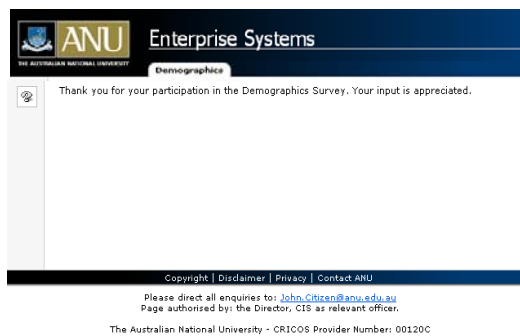 ANU
THE AUSTRALIAN NATIONAL UNIVERSITY
Enterprise Systems
Demographics
Thank you for your participation in the Demographics Survey. Your input is appreciated.
Copyright | Disclaimer | Privacy | Contact ANU
Please direct all enquiries to: John.Citizen@anu.edu.au
Page authorised by: the Director, CIS as relevant officer.
The Australian National University - CRICOS Provider Number: 00120C